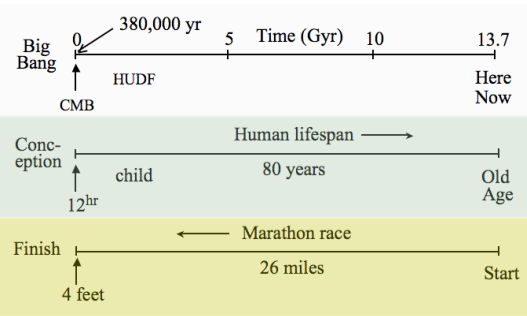 380,000 yr
Big
Bang
0
5
Time (Gyr)
10
13.7
HUDF
Here
Now
CMB
Conc-
eption
Human lifespan
child
80 years
Old
Age
12hr
Marathon race
Finish
26 miles
Start
4 feet